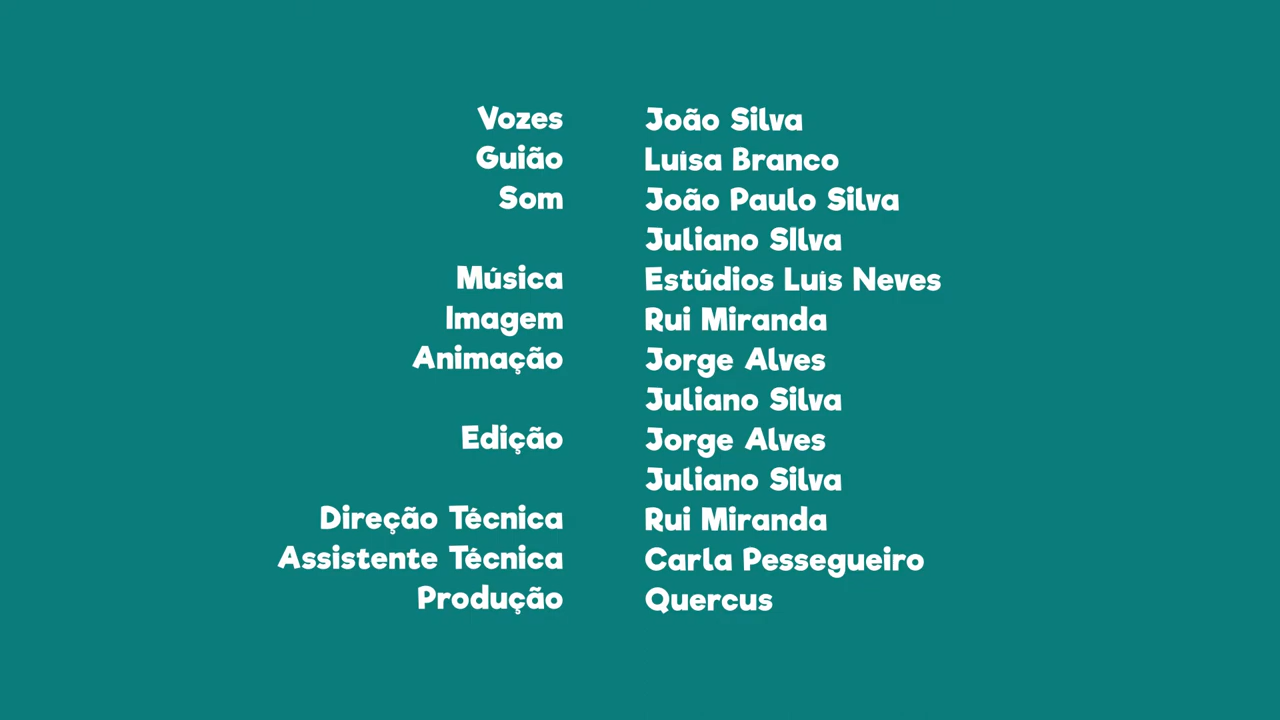 Vozes João Silva
Guião Luísa Branco
Som João Paulo Silva
Juliano SIlva
Música Estúdios Luís Neves
Imagem Rui Miranda
Animação Jorge Alves
Juliano Silva
Edição Jorge Alves
Juliano Silva
Direção Técnica Rui Miranda
Assistente Técnica Carla Pessegueiro
Produção Quercus